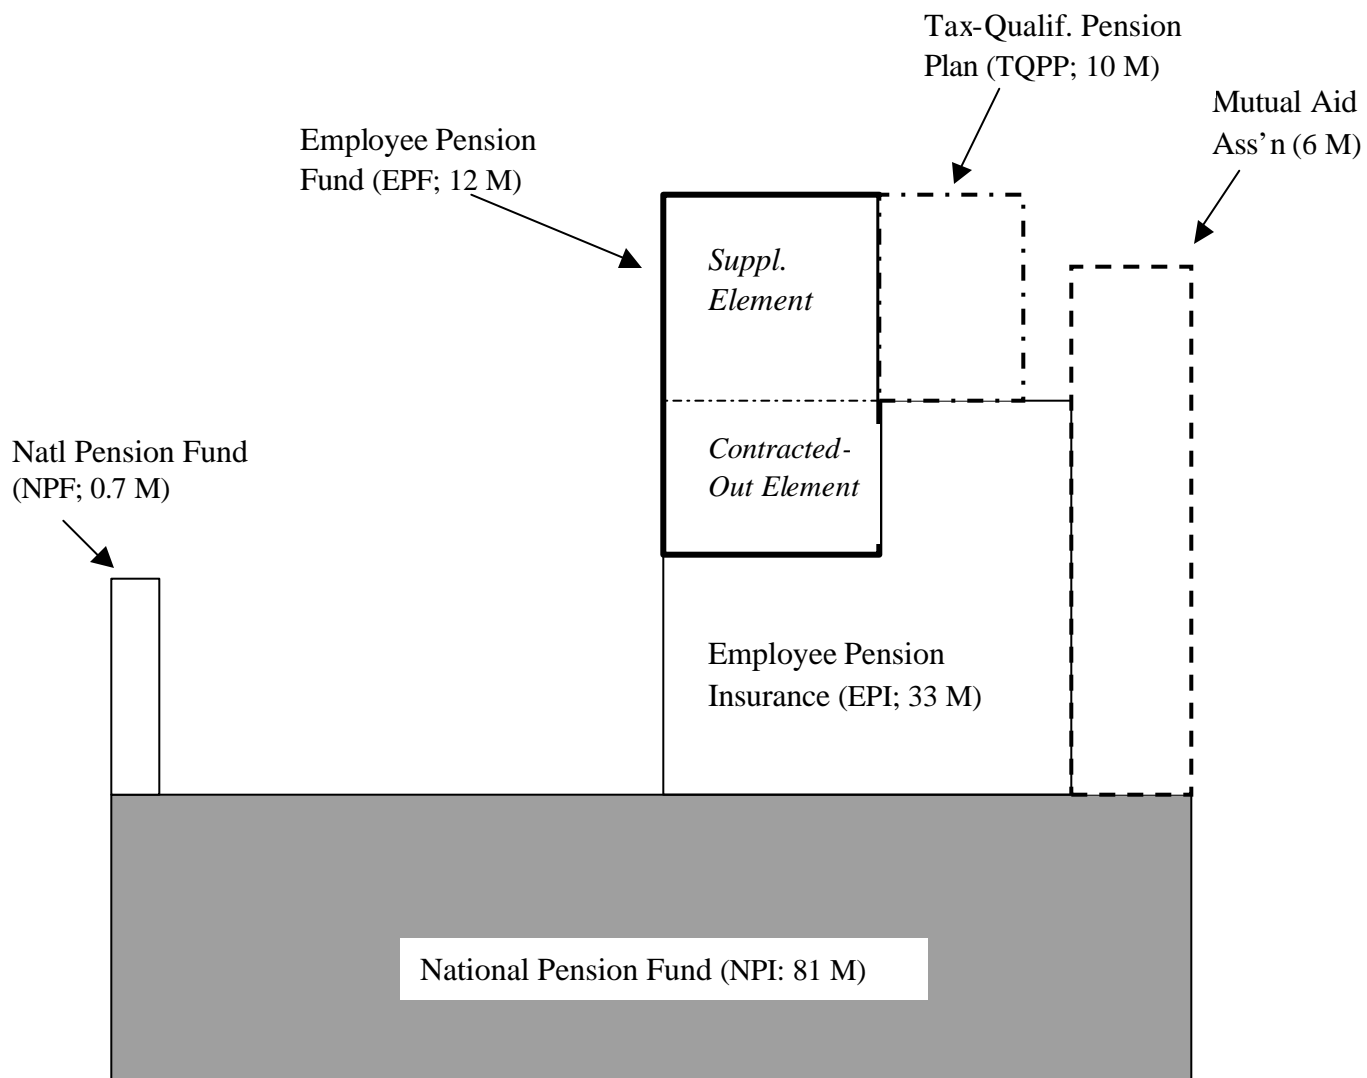 Tax-Qualif. Pension
Plan (TQPP; 10 M)
Mutual Aid
Ass’n (6 M)
Employee Pension
Fund (EPF; 12 M)
Suppl.
Element
Natl Pension Fund
(NPF; 0.7 M)
Contracted-
Out Element
Employee Pension
Insurance (EPI; 33 M)
National Pension Fund (NPI: 81 M)